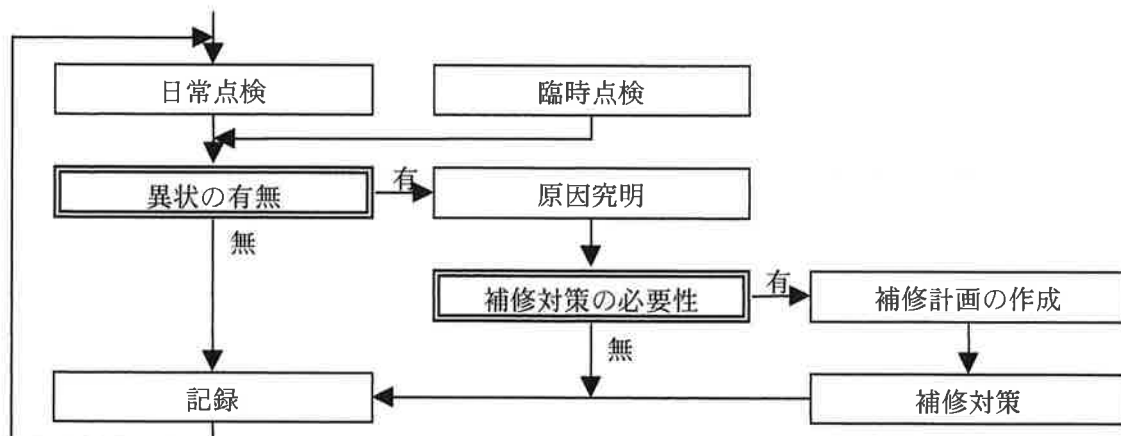 日常点検
臨時点検
異状の有無
有
原因究明
無
補修対策の必要性
有
補修計画の作成
無
記録
補修対策